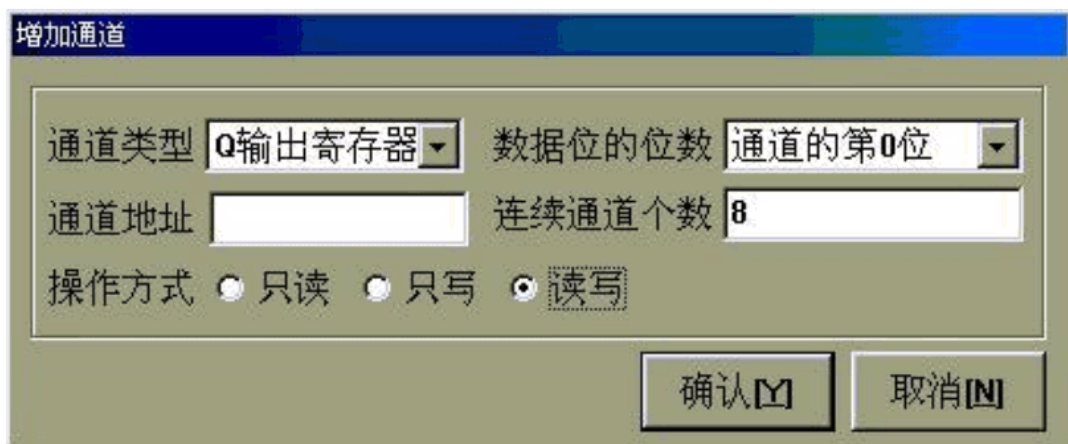 增加通道
通道类型 Q输出寄存器 数据位的位数 通道的第0位
通道地址 连续通道个数 8
操作方式 只读 只写 读写
确认[Y] 取消[N]